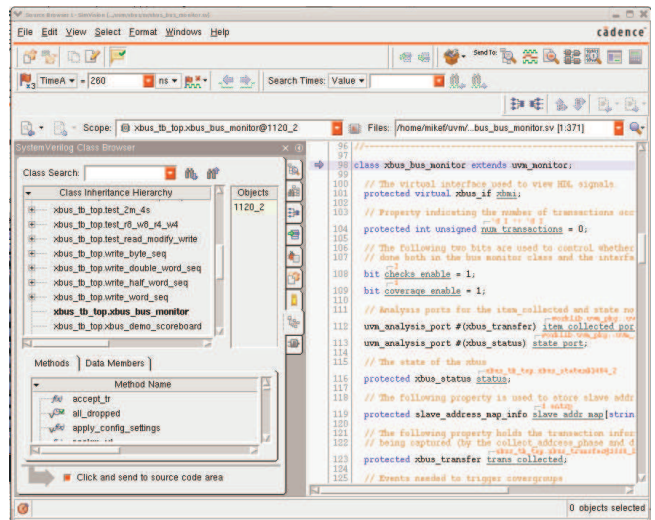 File Edit View Select Format Windows Help
cādence
Send To:
x3 TimeA = 260 ns Search Times: Value
Scope: xbus_tb_top.xbus_bus_monitor@1120_2 Files: /home/mikef/uvm/...bus_bus_monitor.sv [1:371]
SystemVerilog Class Browser
Class Search:
Class Inheritance Hierarchy
Objects
1120_2
xbus_tb_top.test_2m_4s
xbus_tb_top.test_r8_w8_r4_w4
xbus_tb_top.test_read_modify_write
xbus_tb_top.write_byte_seq
xbus_tb_top.write_double_word_seq
xbus_tb_top.write_half_word_seq
xbus_tb_top.write_word_seq
xbus_tb_top.xbus_bus_monitor
xbus_tb_top.xbus_demo_scoreboard
Methods Data Members
Method Name
accept_tr
all_dropped
apply_config_settings
Click and send to source code area
96 //
97
98 class xbus_bus_monitor extends uvm_monitor;
99
100 // The virtual interface used to view HDL signals.
101 protected virtual xbus_if xbmi;
102
103 // Property indicating the number of transactions occ
104 protected int unsigned num_transactions = 0;
105
106 // The following two bits are used to control whether
107 // done both in the bus monitor class and the interfa
108 bit checks_enable = 1;
109 bit coverage_enable = 1;
110
111 // Analysis ports for the item_collected and state no
112 uvm_analysis_port #(xbus_transfer) item_collected_por
113 uvm_analysis_port #(xbus_status) state_port;
114
115 // The state of the xbus
116 protected xbus_status status;
117
118 // The following property is used to store slave addr
119 protected slave_address_map_info slave_addr_map[strin
120
121 // The following property holds the transaction infor
122 // being captured (by the collect_address_phase and d
123 protected xbus_transfer trans_collected;
124
125 // Events needed to trigger covergroups
0 objects selected